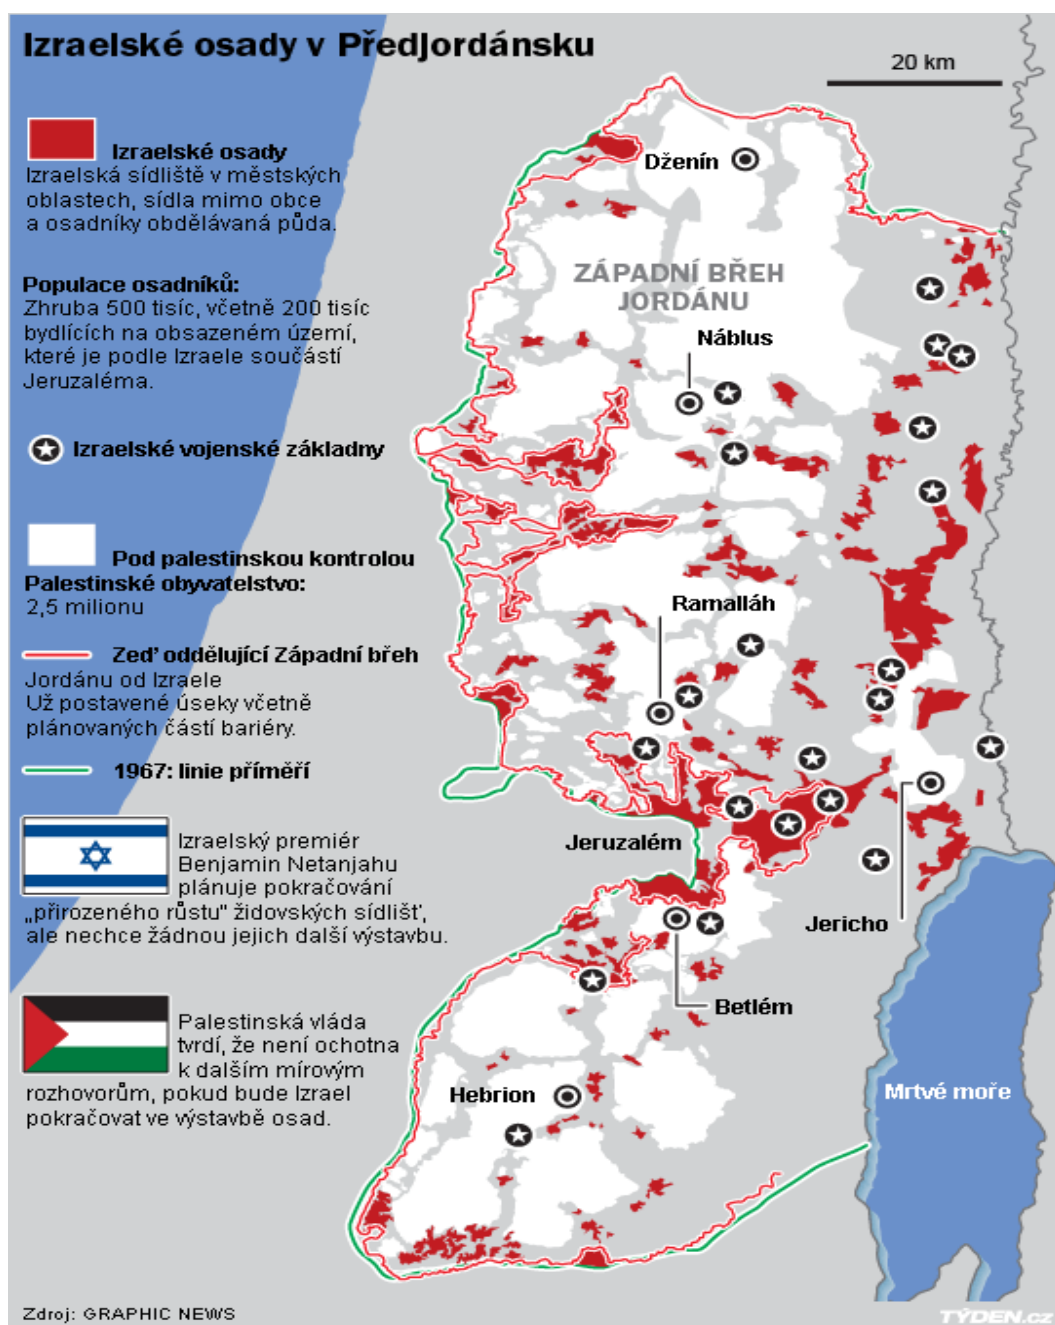 Izraelské osady v Předjordánsku
20 km
Izraelské osady
Izraelská sídliště v městských
oblastech, sídla mimo obce
a osadníky obdělávaná půda.
Populace osadníků:
Zhruba 500 tisíc, včetně 200 tisíc
bydlících na obsazeném území,
které je podle Izraele součástí
Jeruzaléma.
Izraelské vojenské základny
Pod palestinskou kontrolou
Palestinské obyvatelstvo:
2,5 milionu
Zeď oddělující Západní břeh
Jordánu od Izraele
Už postavené úseky včetně
plánovaných částí bariéry.
1967: linie příměří
Izraelský premiér
Benjamin Netanjahu
plánuje pokračování
„přirozeného růstu" židovských sídlišť,
ale nechce žádnou jejich další výstavbu.
Palestinská vláda
tvrdí, že není ochotna
k dalším mírovým
rozhovorům, pokud bude Izrael
pokračovat ve výstavbě osad.
Dženín
ZÁPADNÍ BŘEH
JORDÁNU
Náblus
Ramalláh
Jeruzalém
Jericho
Betlém
Hebrion
Mrtvé moře
Zdroj: GRAPHIC NEWS
TÝDEN.cz